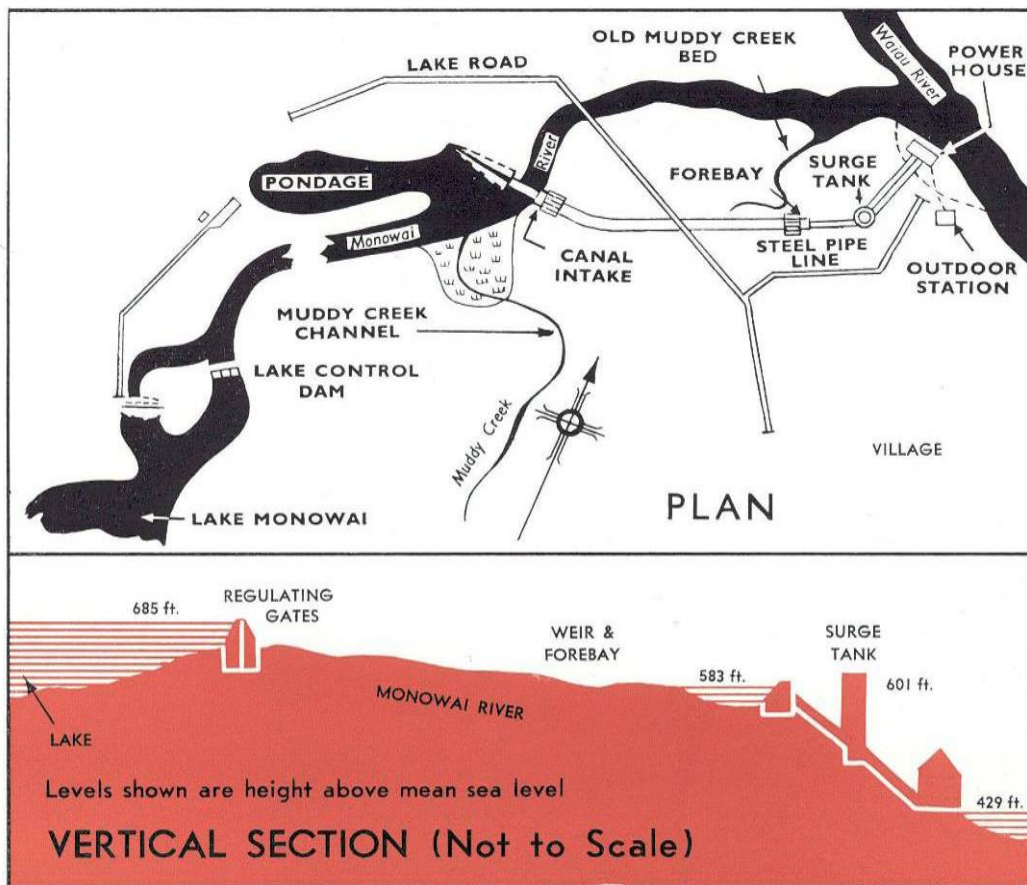 OLD MUDDY CREEK
BED
Waiau River
POWER
HOUSE
LAKE ROAD
River
PONDAGE
FOREBAY
SURGE
TANK
Monowai
CANAL
INTAKE
STEEL PIPE
LINE
OUTDOOR
STATION
MUDDY CREEK
CHANNEL
LAKE CONTROL
DAM
Muddy Creek
VILLAGE
LAKE MONOWAI
PLAN
685 ft.
REGULATING
GATES
WEIR &
FOREBAY
SURGE
TANK
583 ft.
601 ft.
MONOWAI RIVER
LAKE
Levels shown are height above mean sea level
429 ft.
VERTICAL SECTION (Not to Scale)